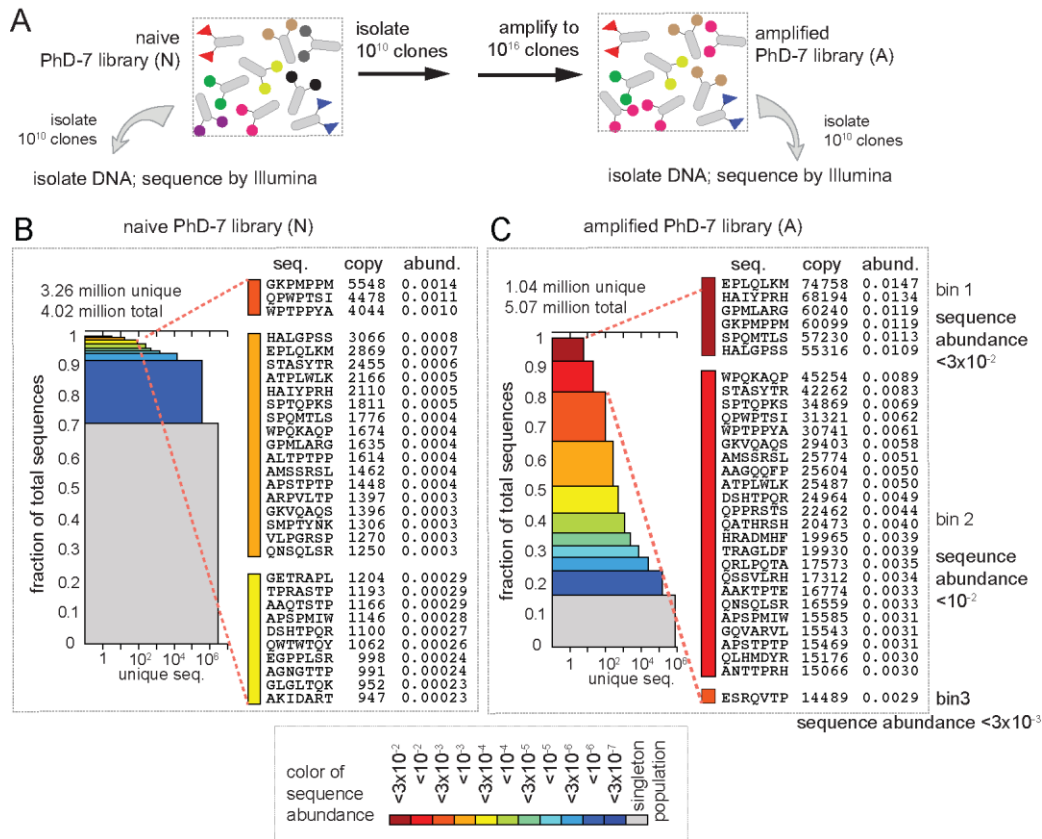 A
naive
PhD-7 library (N)
isolate
10¹⁰ clones
amplify to
10¹⁶ clones
amplified
PhD-7 library (A)
isolate
10¹⁰ clones
isolate DNA; sequence by Illumina
isolate
10¹⁰ clones
isolate DNA; sequence by Illumina
B naive PhD-7 library (N)
3.26 million unique
4.02 million total
seq. copy abund.
GKPMPPM 5548 0.0014
QPWPTSI 4478 0.0011
WPTPPYA 4044 0.0010
HALGPSS 3066 0.0008
EPLQLKM 2869 0.0007
STASYTR 2455 0.0006
ATPLWLK 2166 0.0005
HAIYPRH 2110 0.0005
SPTQPKS 1811 0.0005
SPQMTLS 1776 0.0004
WPQKAQP 1674 0.0004
GPMLARG 1635 0.0004
ALTPTPP 1614 0.0004
AMSSRSL 1462 0.0004
APSTPTP 1448 0.0004
ARPVLTP 1397 0.0003
GKVQAQS 1396 0.0003
SMPTYNK 1306 0.0003
VLPGRSP 1270 0.0003
QNSQLSR 1250 0.0003
GETRAPL 1204 0.00029
TPRASTP 1193 0.00029
AAQTSTP 1166 0.00029
APSPMIW 1146 0.00028
DSHTPQR 1100 0.00027
QWTWTQY 1062 0.00026
EGPPLSR 998 0.00024
AGNGTTP 991 0.00024
GLGLTQK 952 0.00023
AKIDART 947 0.00023
fraction of total sequences
1
0.9
0.8
0.7
0.6
0.5
0.4
0.3
0.2
0.1
0
1 10² 10⁴ 10⁶
unique seq.
C amplified PhD-7 library (A)
1.04 million unique
5.07 million total
seq. copy abund.
EPLQLKM 74758 0.0147
HAIYPRH 68194 0.0134
GPMLARG 60240 0.0119
GKPMPPM 60099 0.0119
SPQMTLS 57230 0.0113
HALGPSS 55316 0.0109
WPQKAQP 45254 0.0089
STASYTR 42262 0.0083
SPTQPKS 34869 0.0069
QPWPTSI 31321 0.0062
WPTPPYA 30741 0.0061
GKVQAQS 29403 0.0058
AMSSRSL 25774 0.0051
AAGQQFP 25604 0.0050
ATPLWLK 25487 0.0050
DSHTPQR 24964 0.0049
QPRRSTS 22462 0.0044
QATHRSH 20473 0.0040
HRADMHF 19965 0.0039
TRAGLDF 19930 0.0039
QRLPQTA 17573 0.0035
QSSVLRH 17312 0.0034
AAKTPTE 16774 0.0033
QNSQLSR 16559 0.0033
APSPMIW 15585 0.0031
GQVARVL 15543 0.0031
APSTPTP 15469 0.0031
QLHMDYR 15176 0.0030
ANTTPRH 15066 0.0030
ESRQVTP 14489 0.0029
fraction of total sequences
1
0.9
0.8
0.7
0.6
0.5
0.4
0.3
0.2
0.1
0
1 10² 10⁴ 10⁶
unique seq.
bin 1
sequence
abundance
<3x10⁻²
bin 2
seqeunce
abundance
<10⁻²
bin3
sequence abundance <3x10⁻³
color of
sequence
abundance
<3x10⁻²
<10⁻²
<3x10⁻³
<10⁻³
<3x10⁻⁴
<10⁻⁴
<3x10⁻⁵
<10⁻⁵
<3x10⁻⁶
<10⁻⁶
<3x10⁻⁷
singleton
population